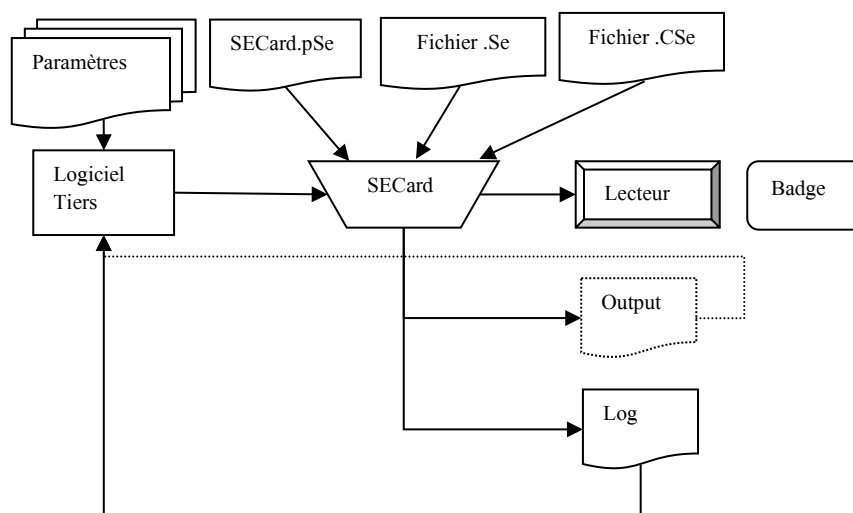 Paramètres
SECard.pSe
Fichier .Se
Fichier .CSe
Logiciel
Tiers
SECard
Lecteur
Badge
Output
Log